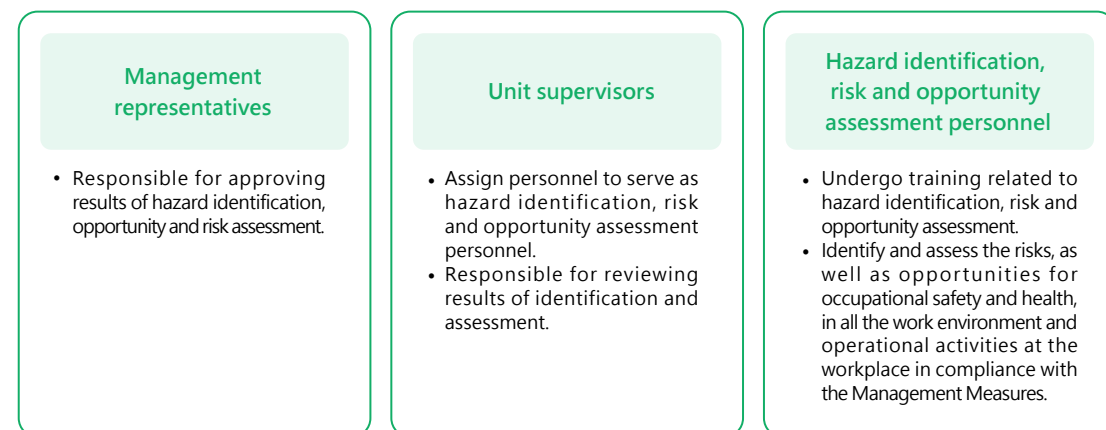 Management
representatives
• Responsible for approving
results of hazard identification,
opportunity and risk assessment.
Unit supervisors
• Assign personnel to serve as
hazard identification, risk
and opportunity assessment
personnel.
• Responsible for reviewing
results of identification and
assessment.
Hazard identification,
risk and opportunity
assessment personnel
• Undergo training related to
hazard identification, risk and
opportunity assessment.
• Identify and assess the risks, as
well as opportunities for
occupational safety and health,
in all the work environment and
operational activities at the
workplace in compliance with
the Management Measures.